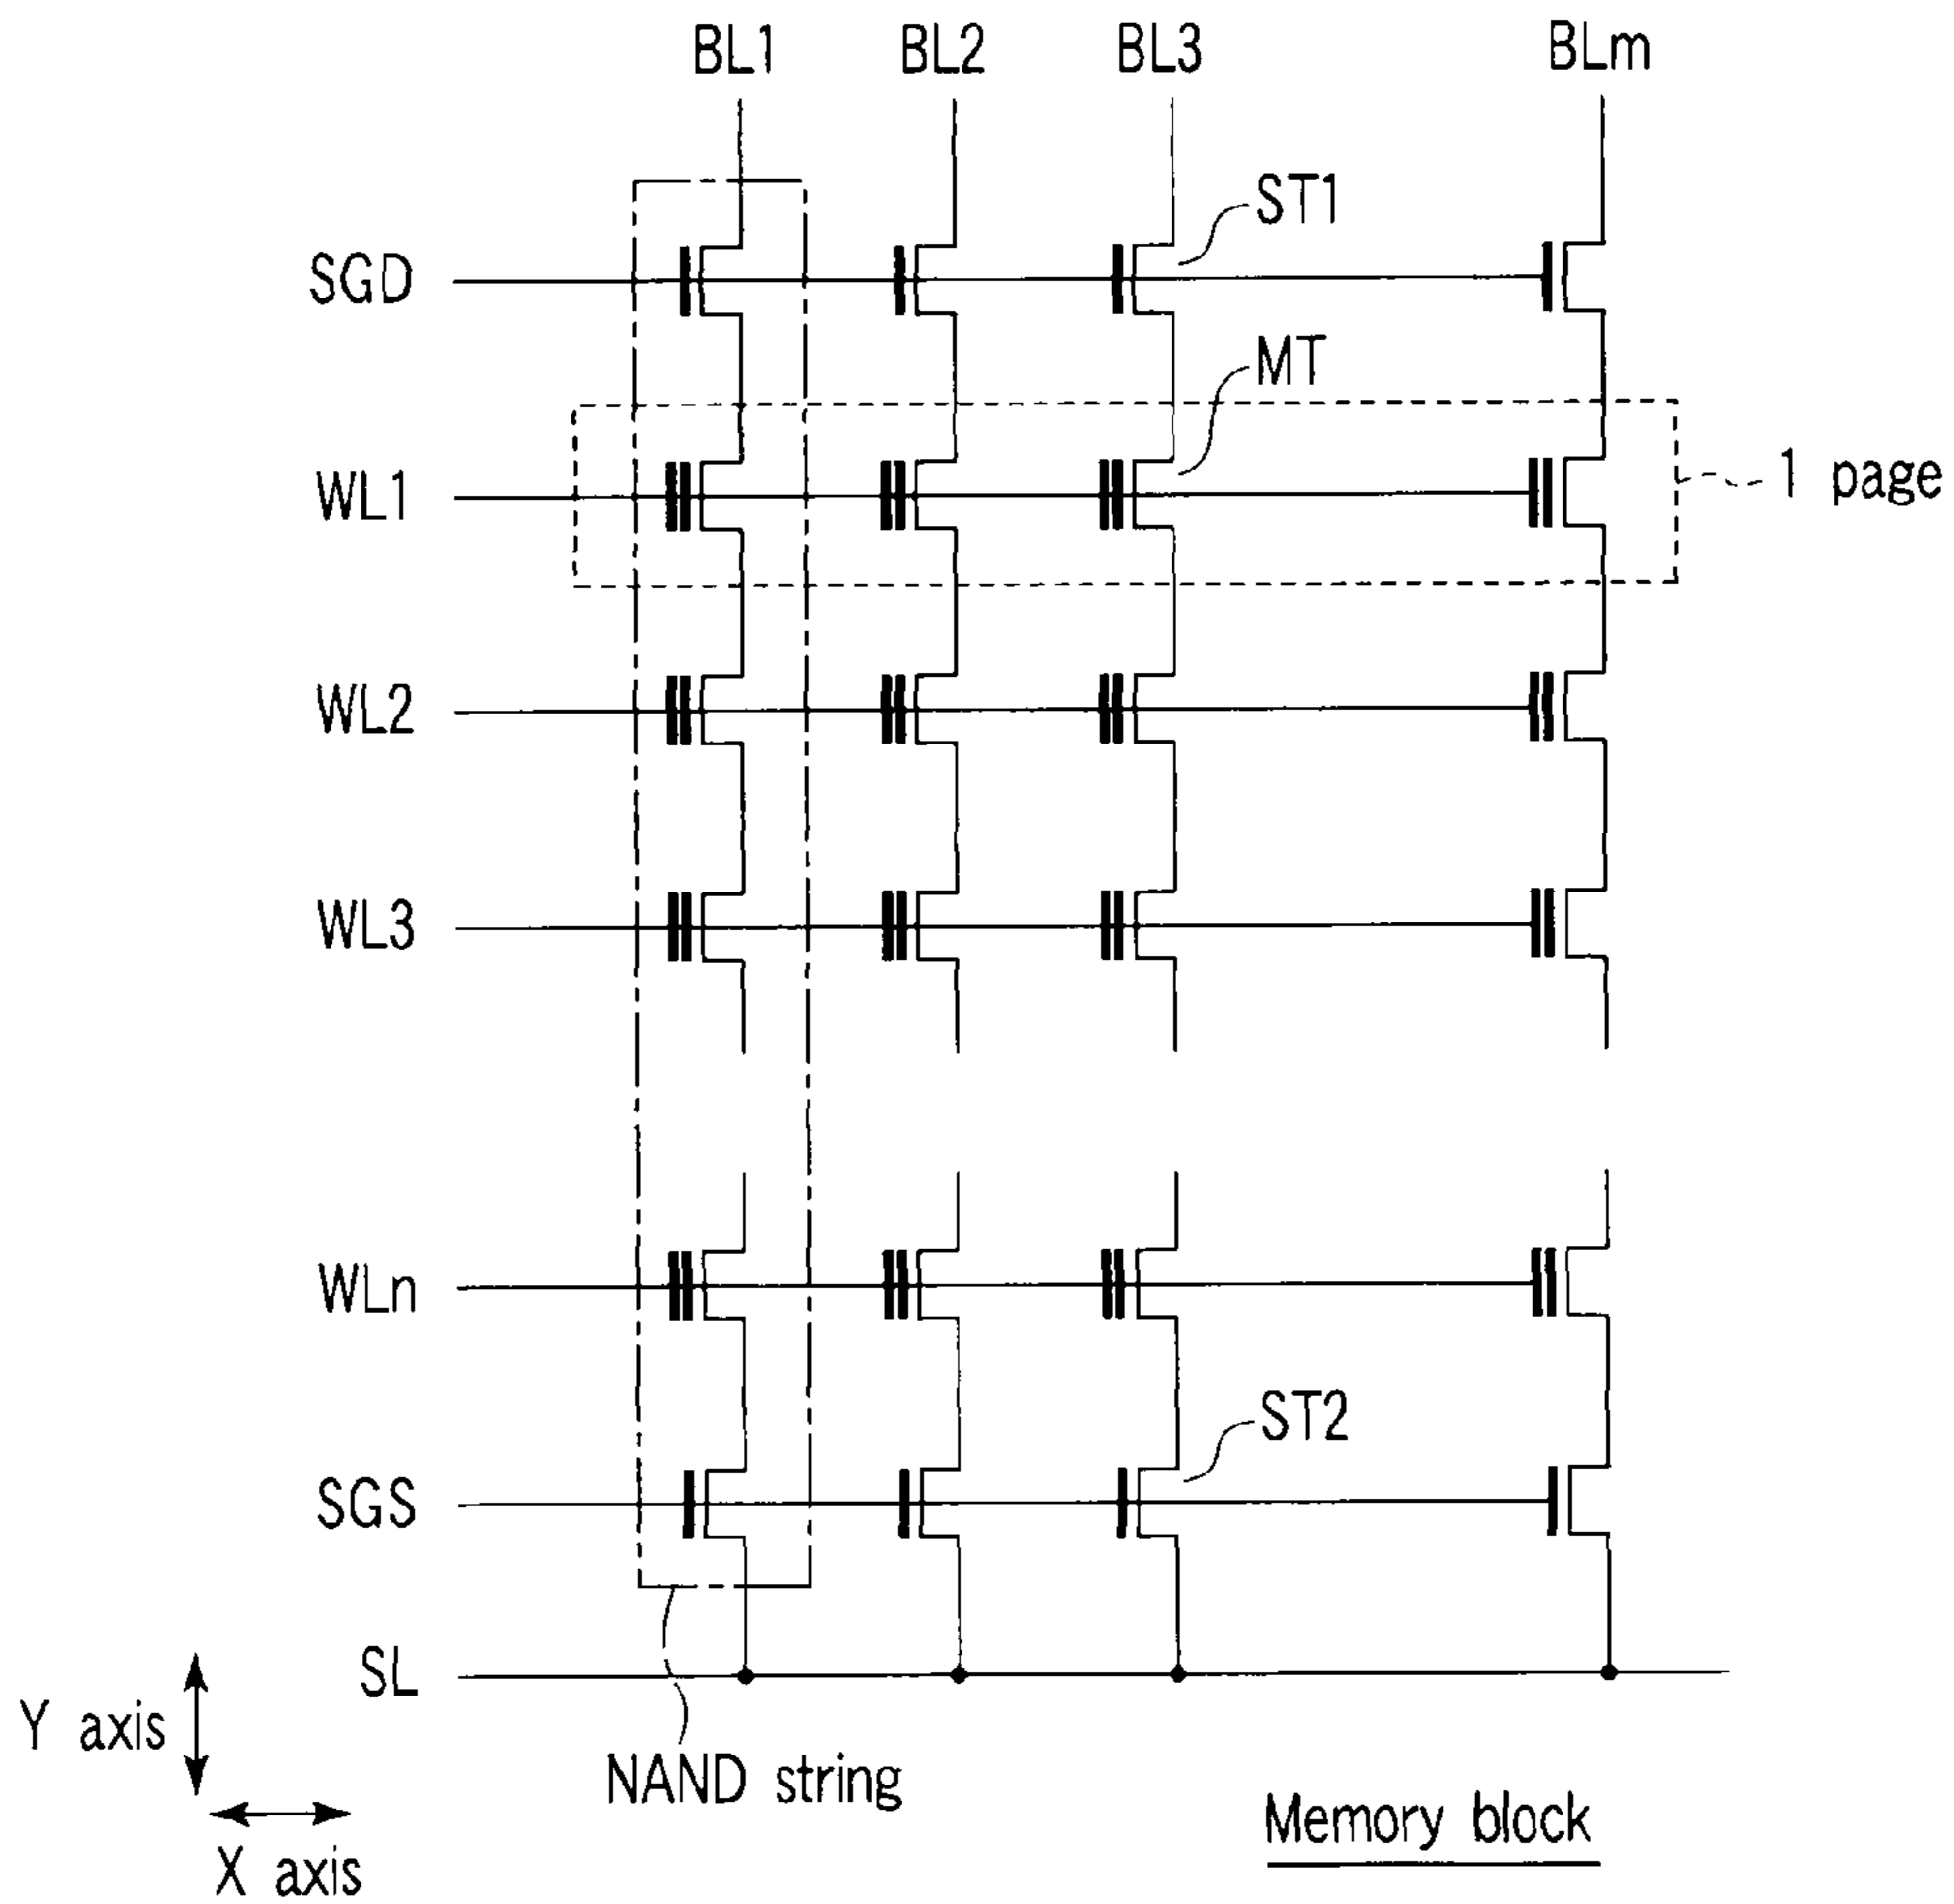 BL1 BL2 BL3 BLm
ST1
SGD
MT
WL1
1 page
WL2
WL3
WLn
ST2
SGS
SL
Y axis
NAND string
X axis
Memory block